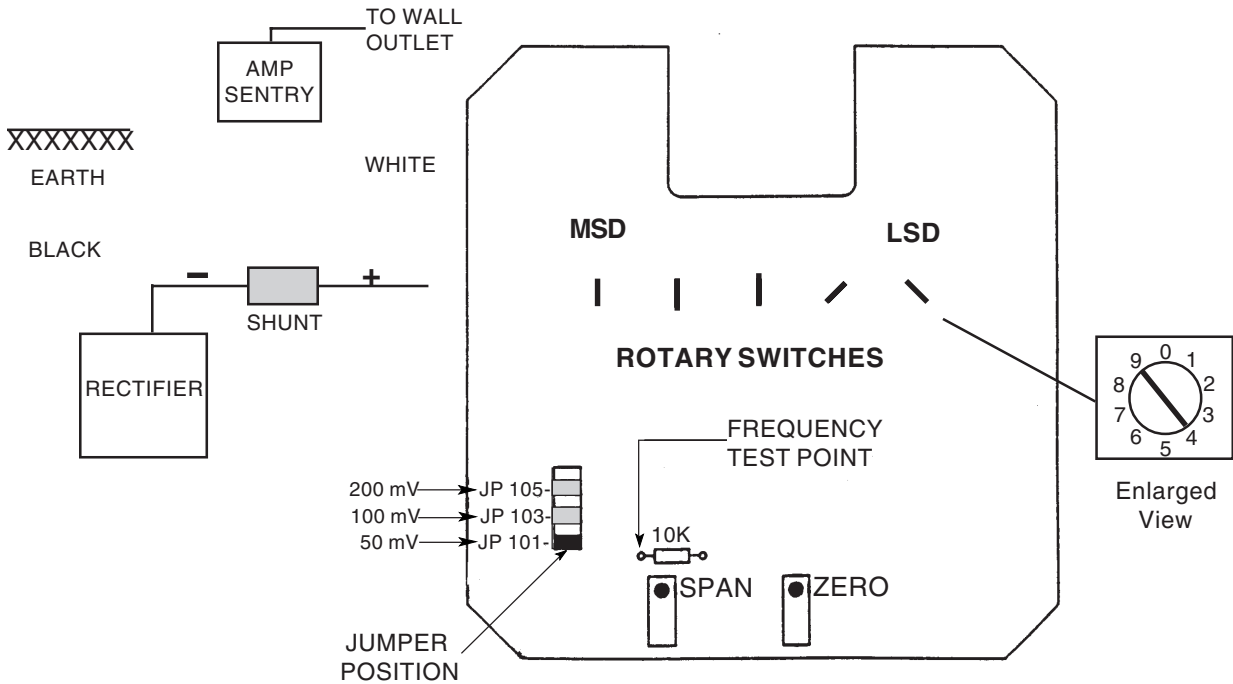 TO WALL
OUTLET
AMP
SENTRY
XXXXXXX
EARTH
WHITE
BLACK
− +
SHUNT
RECTIFIER
MSD LSD
ROTARY SWITCHES
0
9 1
8 2
7 3
6 4
5
Enlarged
View
FREQUENCY
TEST POINT
200 mV JP 105-
100 mV JP 103-
50 mV JP 101-
10K
SPAN ZERO
JUMPER
POSITION